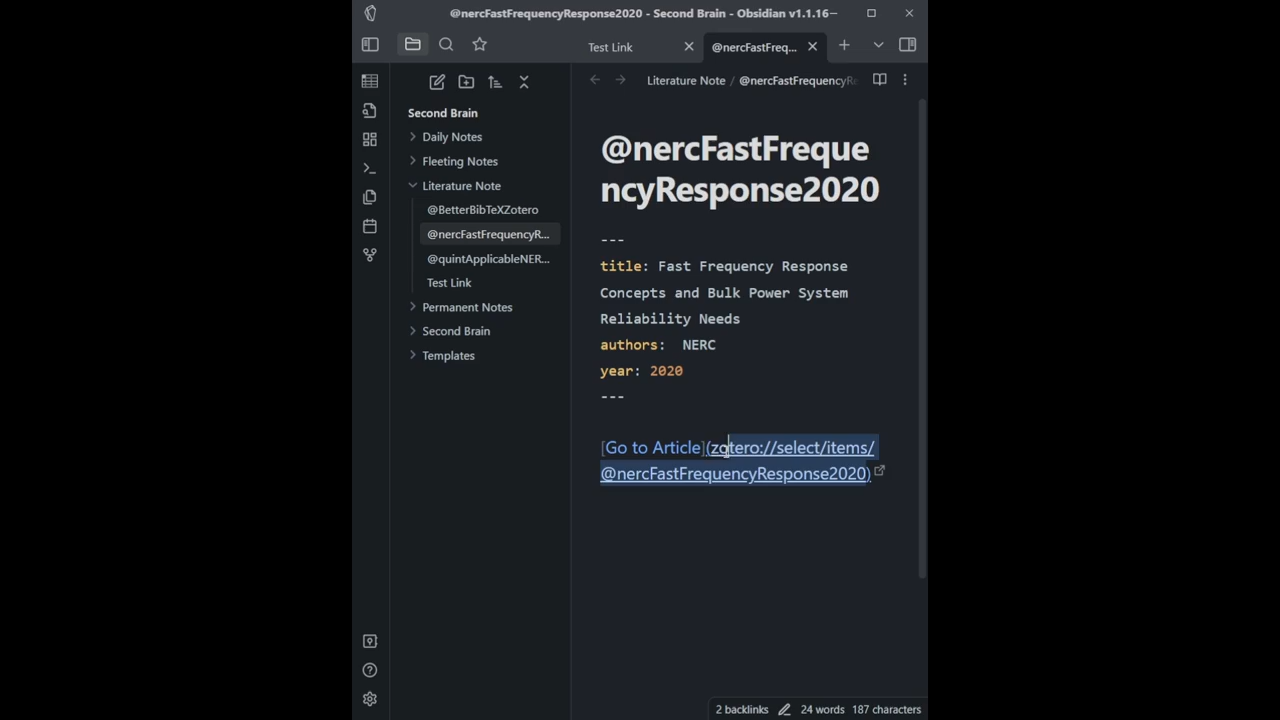 @nercFastFrequencyResponse2020 - Second Brain - Obsidian v1.1.16
Test Link
@nercFastFreq...
Literature Note / @nercFastFrequencyRe
Second Brain
Daily Notes
Fleeting Notes
Literature Note
@BetterBibTeXZotero
@nercFastFrequencyR...
@quintApplicableNER...
Test Link
Permanent Notes
Second Brain
Templates
@nercFastFreque
ncyResponse2020
---
title: Fast Frequency Response
Concepts and Bulk Power System
Reliability Needs
authors:  NERC
year: 2020
---
[Go to Article](zotero://select/items/
@nercFastFrequencyResponse2020)
2 backlinks 24 words 187 characters